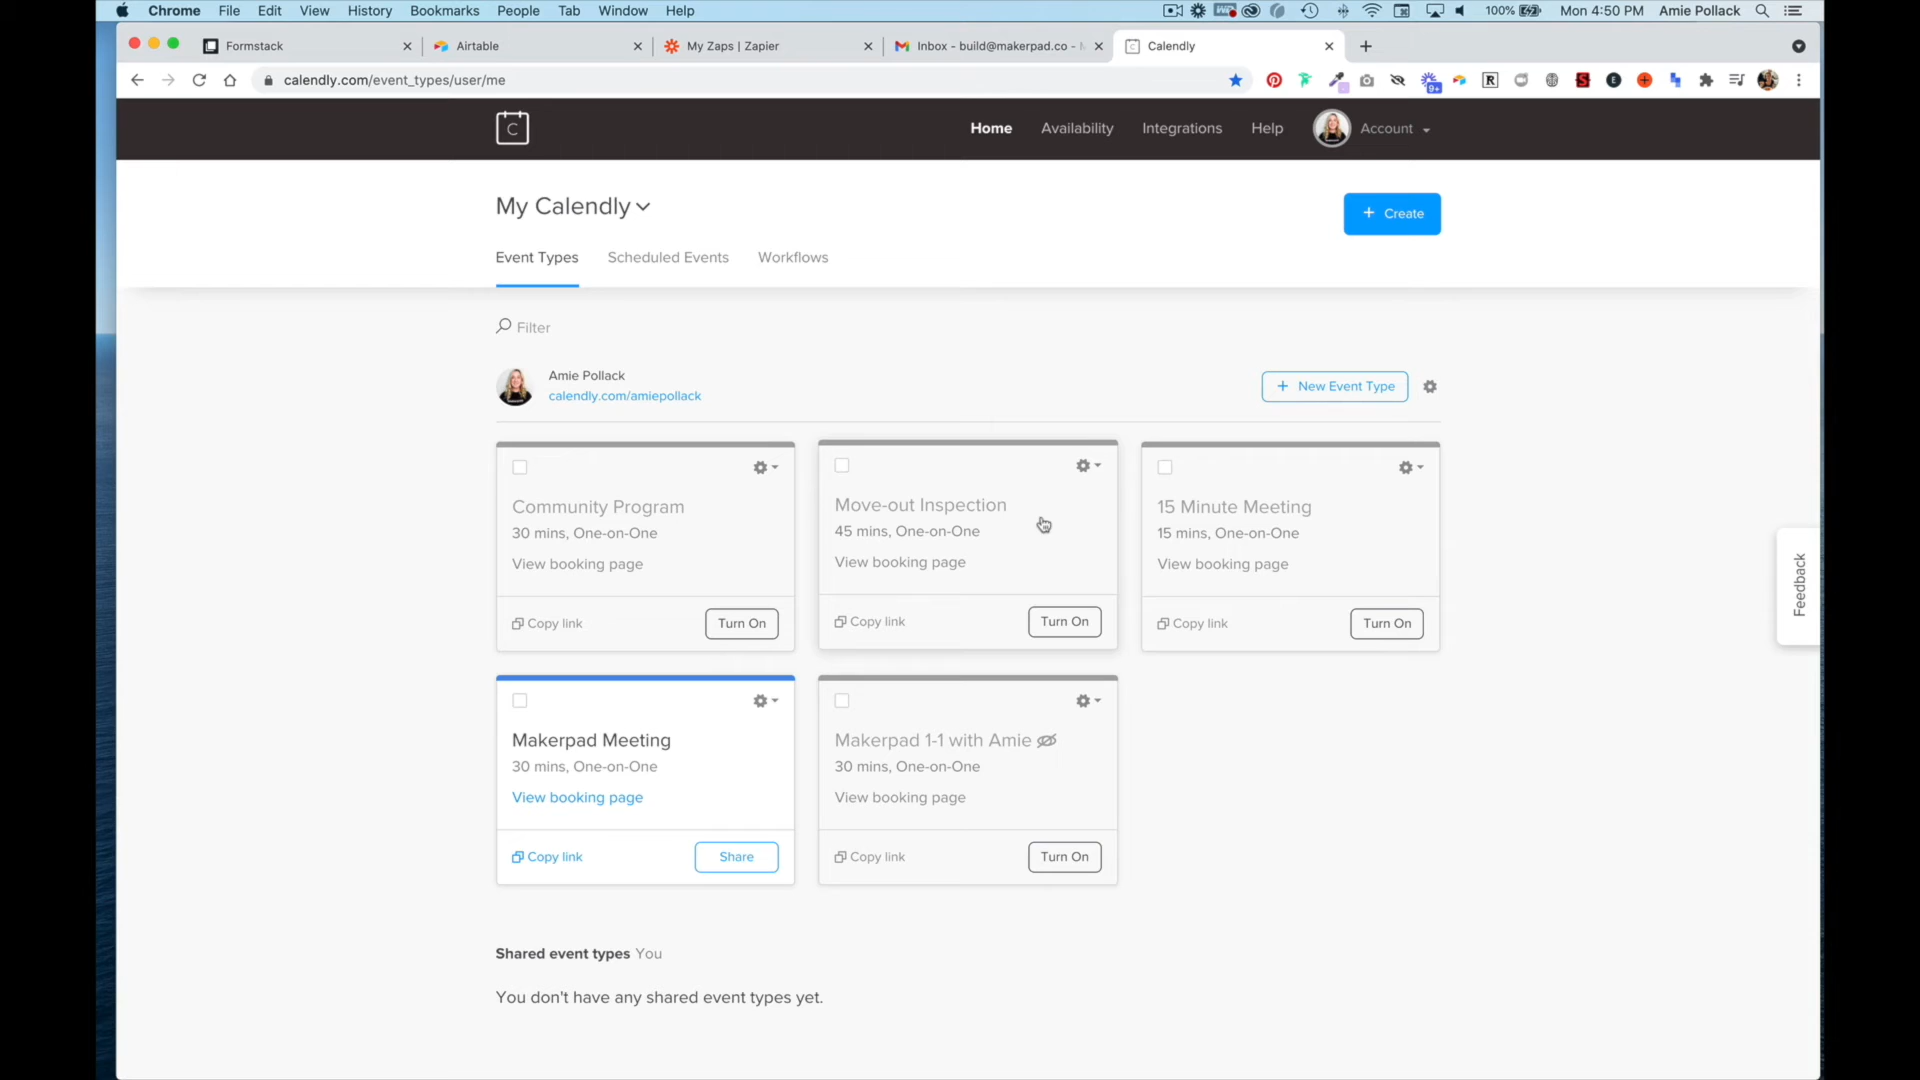 Chrome File Edit View History Bookmarks People Tab Window Help
100% Mon 4:50 PM Amie Pollack
Formstack
Airtable
My Zaps | Zapier
Inbox - build@makerpad.co -
Calendly
calendly.com/event_types/user/me
9+
C
Home
Availability
Integrations
Help
Account
My Calendly
+ Create
Event Types
Scheduled Events
Workflows
Filter
Amie Pollack
calendly.com/amiepollack
+ New Event Type
Community Program
30 mins, One-on-One
View booking page
Copy link
Turn On
Move-out Inspection
45 mins, One-on-One
View booking page
Copy link
Turn On
15 Minute Meeting
15 mins, One-on-One
View booking page
Copy link
Turn On
Makerpad Meeting
30 mins, One-on-One
View booking page
Copy link
Share
Makerpad 1-1 with Amie
30 mins, One-on-One
View booking page
Copy link
Turn On
Feedback
Shared event types You
You don't have any shared event types yet.